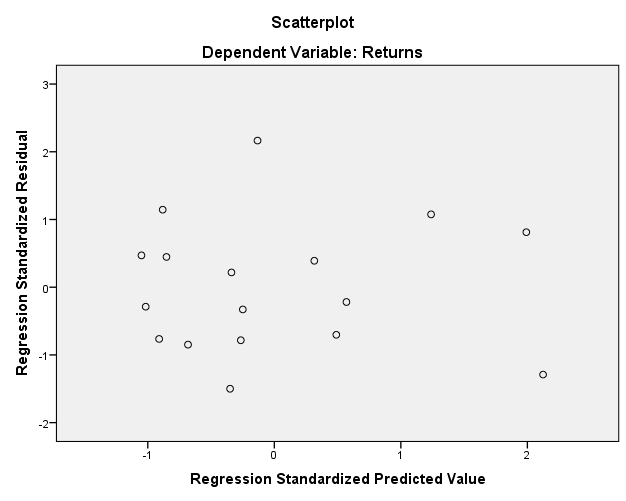 Scatterplot
Dependent Variable: Returns
Regression Standardized Residual
3
2
1
0
-1
-2
-1
0
1
2
Regression Standardized Predicted Value